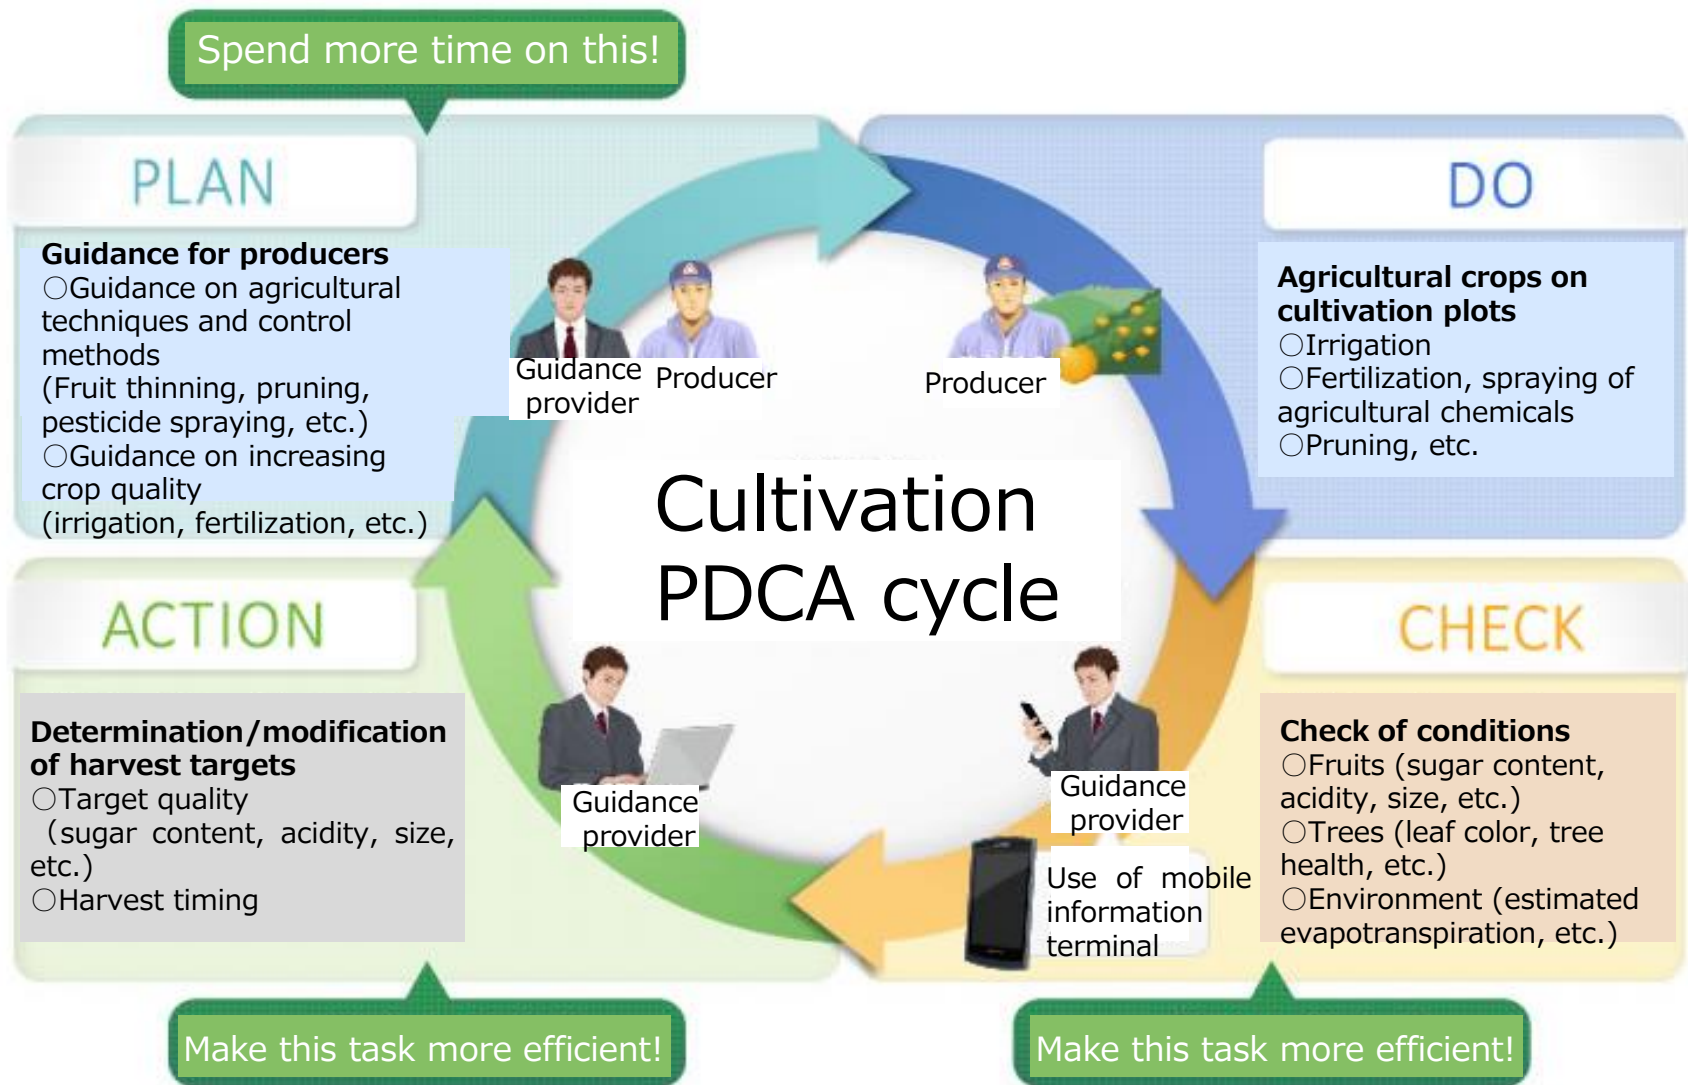 Spend more time on this!
PLAN
Guidance for producers
○Guidance on agricultural
techniques and control
methods
(Fruit thinning, pruning,
pesticide spraying, etc.)
○Guidance on increasing
crop quality
(irrigation, fertilization, etc.)
Guidance
provider
Producer
Producer
DO
Agricultural crops on
cultivation plots
○Irrigation
○Fertilization, spraying of
agricultural chemicals
○Pruning, etc.
Cultivation
PDCA cycle
ACTION
Determination/modification
of harvest targets
○Target quality
（sugar content, acidity, size,
etc.)
○Harvest timing
Guidance
provider
Guidance
provider
Use of mobile
information
terminal
CHECK
Check of conditions
○Fruits (sugar content,
acidity, size, etc.)
○Trees (leaf color, tree
health, etc.)
○Environment (estimated
evapotranspiration, etc.)
Make this task more efficient!
Make this task more efficient!